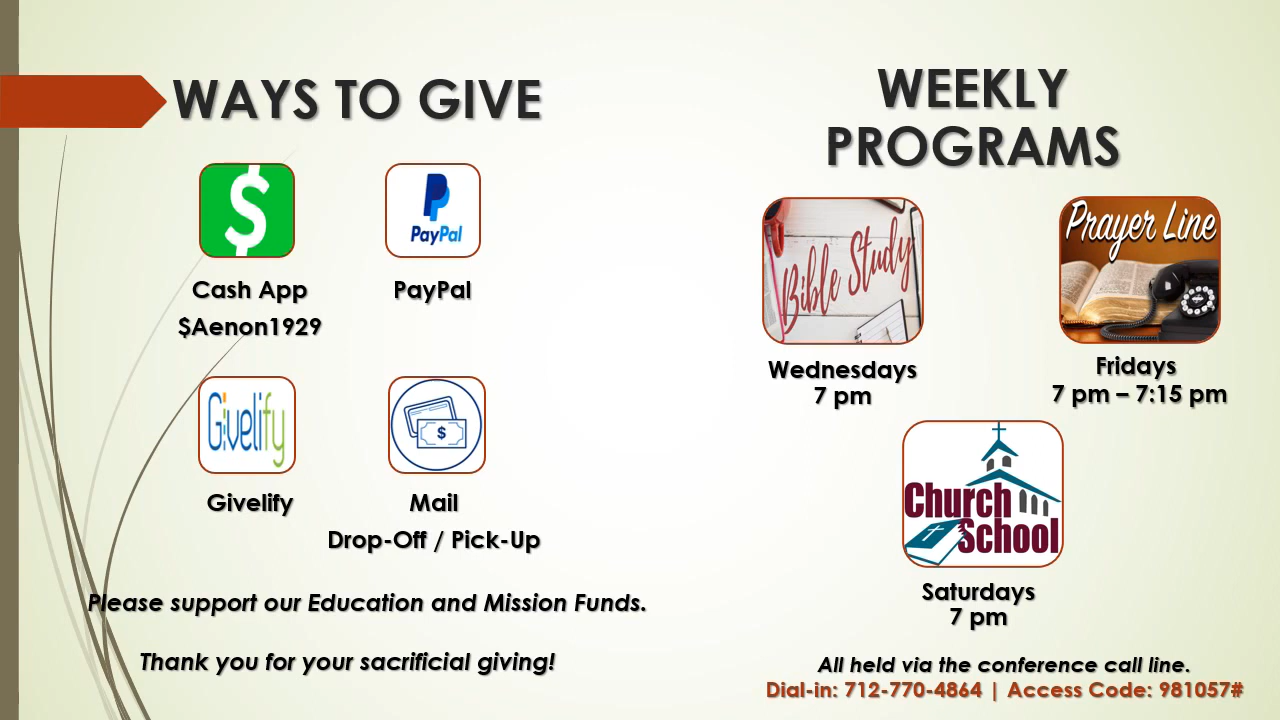 WAYS TO GIVE
$
PayPal
Cash App
PayPal
$Aenon1929
Givelify
$
Givelify
Mail
Drop-Off / Pick-Up
Please support our Education and Mission Funds.
Thank you for your sacrificial giving!
WEEKLY
PROGRAMS
Bible Study
Prayer Line
Wednesdays
7 pm
Fridays
7 pm – 7:15 pm
Church
School
Saturdays
7 pm
All held via the conference call line.
Dial-in: 712-770-4864 | Access Code: 981057#